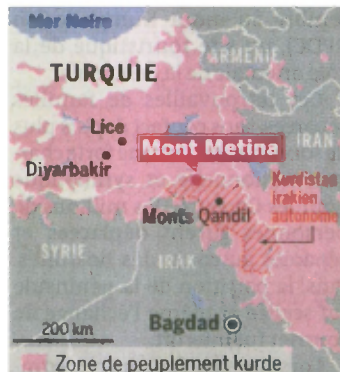 Mer Noire
ARMÉNIE
TURQUIE
Lice
IRAN
Mont Metina
Diyarbakir
Kurdistan
irakien
autonome
Monts Qandil
SYRIE
IRAK
200 km
Bagdad
Zone de peuplement kurde